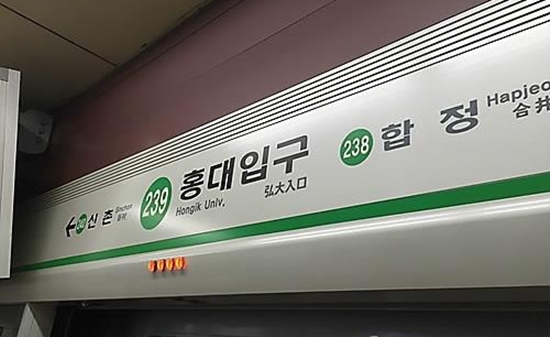 신촌
Sinchon
239
홍대입구
Hongik Univ.
弘大入口
238
합정
Hapjeo
合井